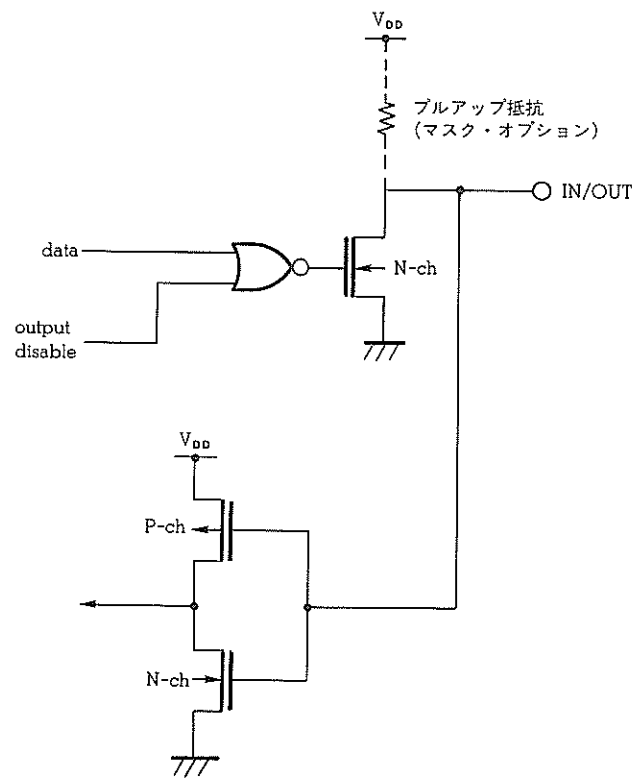 VDD
プルアップ抵抗
(マスク・オプション)
IN/OUT
data
N-ch
output
disable
VDD
P-ch
N-ch